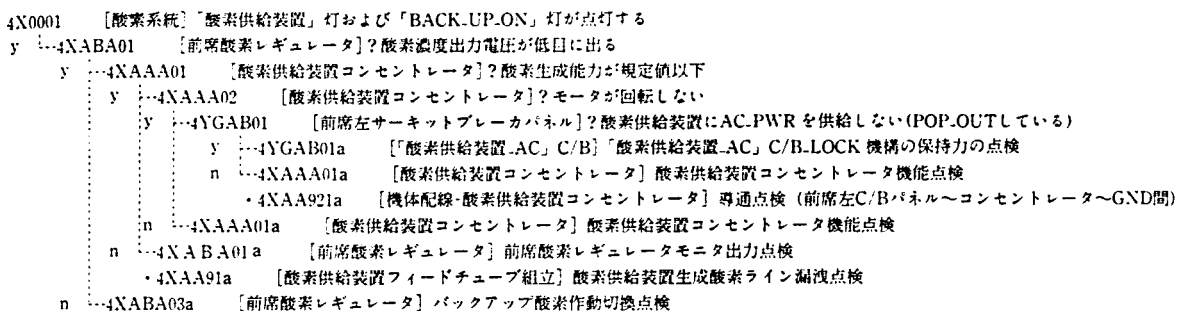 4X0001 [酸素系統]「酸素供給装置」灯および「BACK_UP_ON」灯が点灯する
y …4XABA01 [前席酸素レギュレータ]?酸素濃度出力電圧が低目に出る
y …4XAAA01 [酸素供給装置コンセントレータ]?酸素生成能力が規定値以下
y …4XAAA02 [酸素供給装置コンセントレータ]?モータが回転しない
y …4YGAB01 [前席左サーキットブレーカパネル]?酸素供給装置にAC_PWRを供給しない(POP_OUTしている)
y …4YGAB01a [「酸素供給装置_AC」C/B]「酸素供給装置_AC」C/B_LOCK機構の保持力の点検
n …4XAAA01a [酸素供給装置コンセントレータ] 酸素供給装置コンセントレータ機能点検
・4XAA921a [機体配線-酸素供給装置コンセントレータ] 導通点検 (前席左C/Bパネル～コンセントレータ～GND間)
n …4XAAA01a [酸素供給装置コンセントレータ] 酸素供給装置コンセントレータ機能点検
n …4XABA01a [前席酸素レギュレータ] 前席酸素レギュレータモニタ出力点検
・4XAA91a [酸素供給装置フィードチューブ組立] 酸素供給装置生成酸素ライン漏洩点検
n …4XABA03a [前席酸素レギュレータ] バックアップ酸素作動切換点検